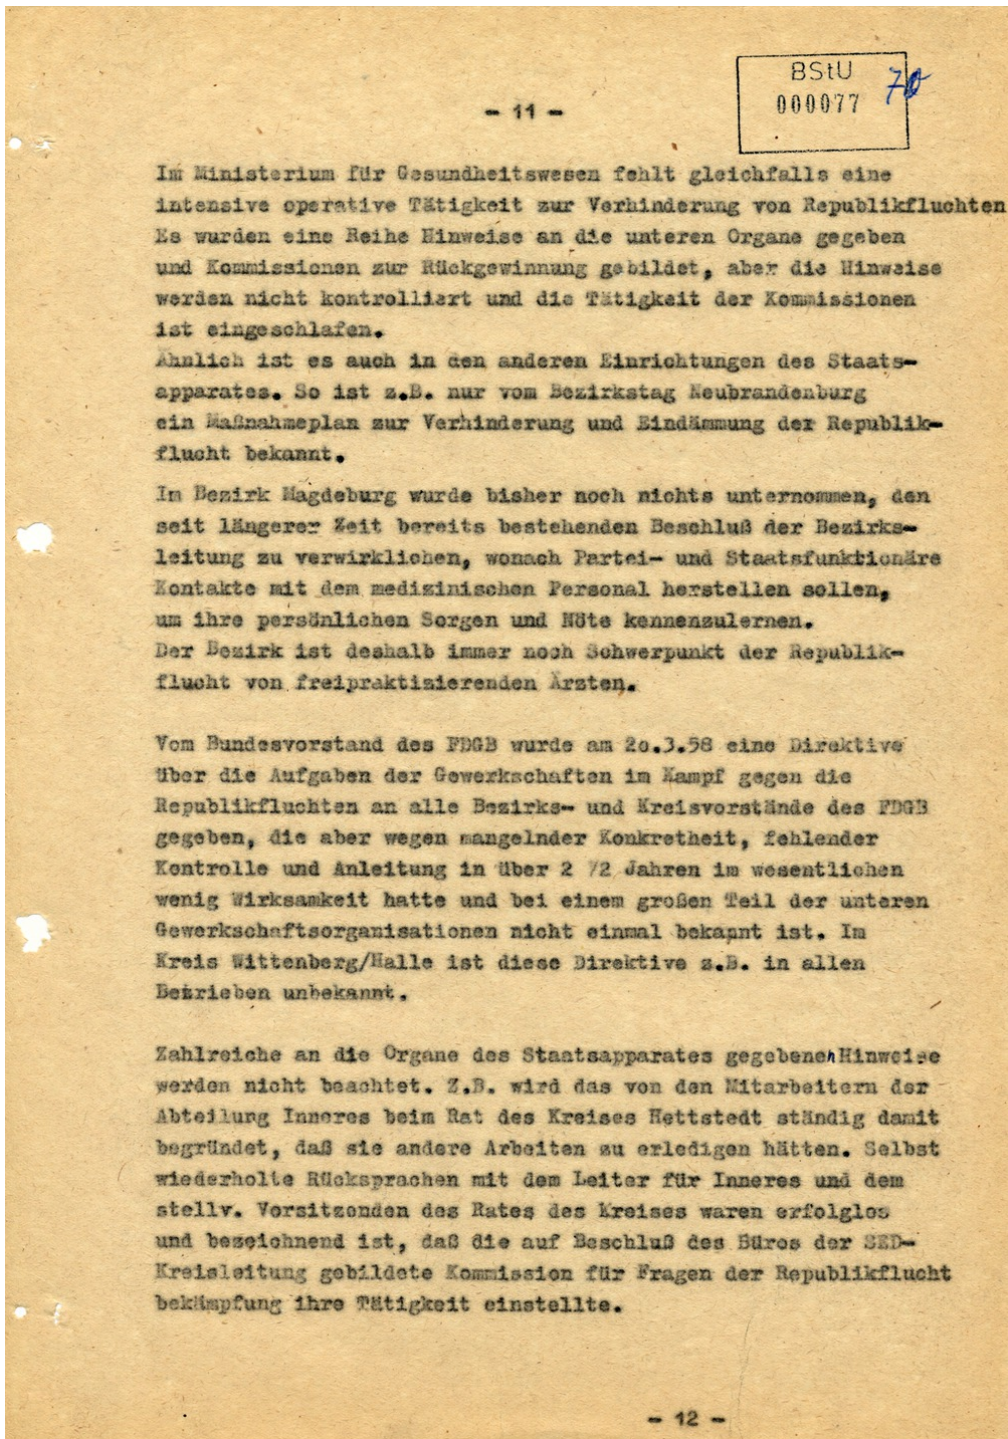 BStU
000077
70
- 11 -
Im Ministerium für Gesundheitswesen fehlt gleichfalls eine
intensive operative Tätigkeit zur Verhinderung von Republikfluchten
Es wurden eine Reihe Hinweise an die unteren Organe gegeben
und Kommissionen zur Rückgewinnung gebildet, aber die Hinweise
werden nicht kontrolliert und die Tätigkeit der Kommissionen
ist eingeschlafen.
Ähnlich ist es auch in den anderen Einrichtungen des Staats-
apparates. So ist z.B. nur vom Bezirkstag Neubrandenburg
ein Maßnahmeplan zur Verhinderung und Eindämmung der Republik-
flucht bekannt.
Im Bezirk Magdeburg wurde bisher noch nichts unternommen, den
seit längerer Zeit bereits bestehenden Beschluß der Bezirks-
leitung zu verwirklichen, wonach Partei- und Staatsfunktionäre
Kontakte mit dem medizinischen Personal herstellen sollen,
um ihre persönlichen Sorgen und Nöte kennenzulernen.
Der Bezirk ist deshalb immer noch Schwerpunkt der Republik-
flucht von freipraktizierenden Ärzten.
Vom Bundesvorstand des FDGB wurde am 20.3.58 eine Direktive
über die Aufgaben der Gewerkschaften im Kampf gegen die
Republikfluchten an alle Bezirks- und Kreisvorstände des FDGB
gegeben, die aber wegen mangelnder Konkretheit, fehlender
Kontrolle und Anleitung in über 2 /2 Jahren im wesentlichen
wenig Wirksamkeit hatte und bei einem großen Teil der unteren
Gewerkschaftsorganisationen nicht einmal bekannt ist. Im
Kreis Wittenberg/Halle ist diese Direktive z.B. in allen
Betrieben unbekannt.
Zahlreiche an die Organe des Staatsapparates gegebenen Hinweise
werden nicht beachtet. Z.B. wird das von den Mitarbeitern der
Abteilung Inneres beim Rat des Kreises Hettstedt ständig damit
begründet, daß sie andere Arbeiten zu erledigen hätten. Selbst
wiederholte Rücksprachen mit dem Leiter für Inneres und dem
stellv. Vorsitzenden des Rates des Kreises waren erfolglos
und bezeichnend ist, daß die auf Beschluß des Büros der SED-
Kreisleitung gebildete Kommission für Fragen der Republikflucht
bekämpfung ihre Tätigkeit einstellte.
- 12 -